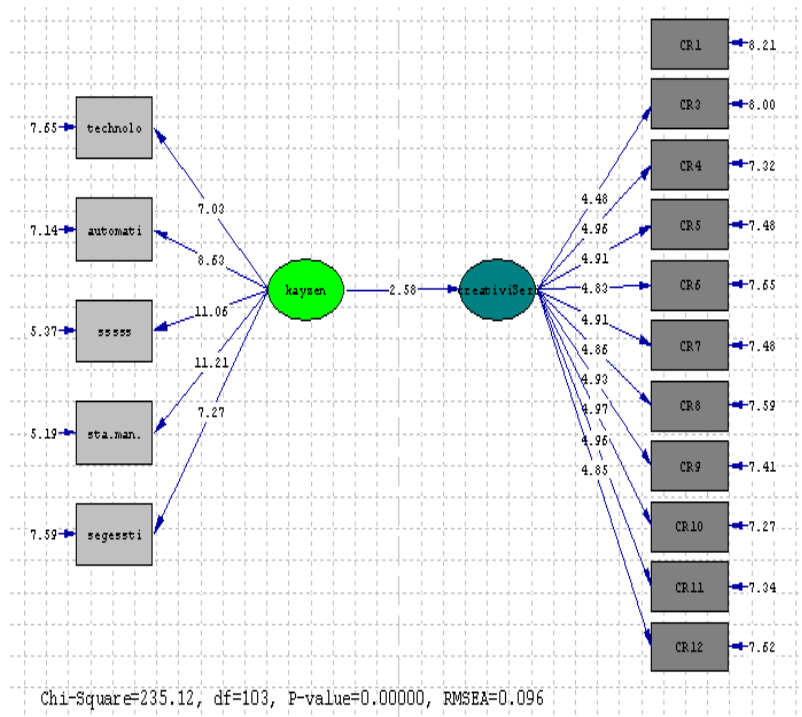 7.65 technolo
7.14 automati
5.37 sssss
5.19 sta.man.
7.59 segessti
7.03
8.63
11.06
11.21
7.27
kaysen
2.58
creativiSer
4.48
4.96
4.91
4.83
4.91
4.86
4.93
4.97
4.96
4.85
CR1 8.21
CR3 8.00
CR4 7.32
CR5 7.48
CR6 7.65
CR7 7.48
CR8 7.59
CR9 7.41
CR10 7.27
CR11 7.34
CR12 7.62
Chi-Square=235.12, df=103, P-value=0.00000, RMSEA=0.096